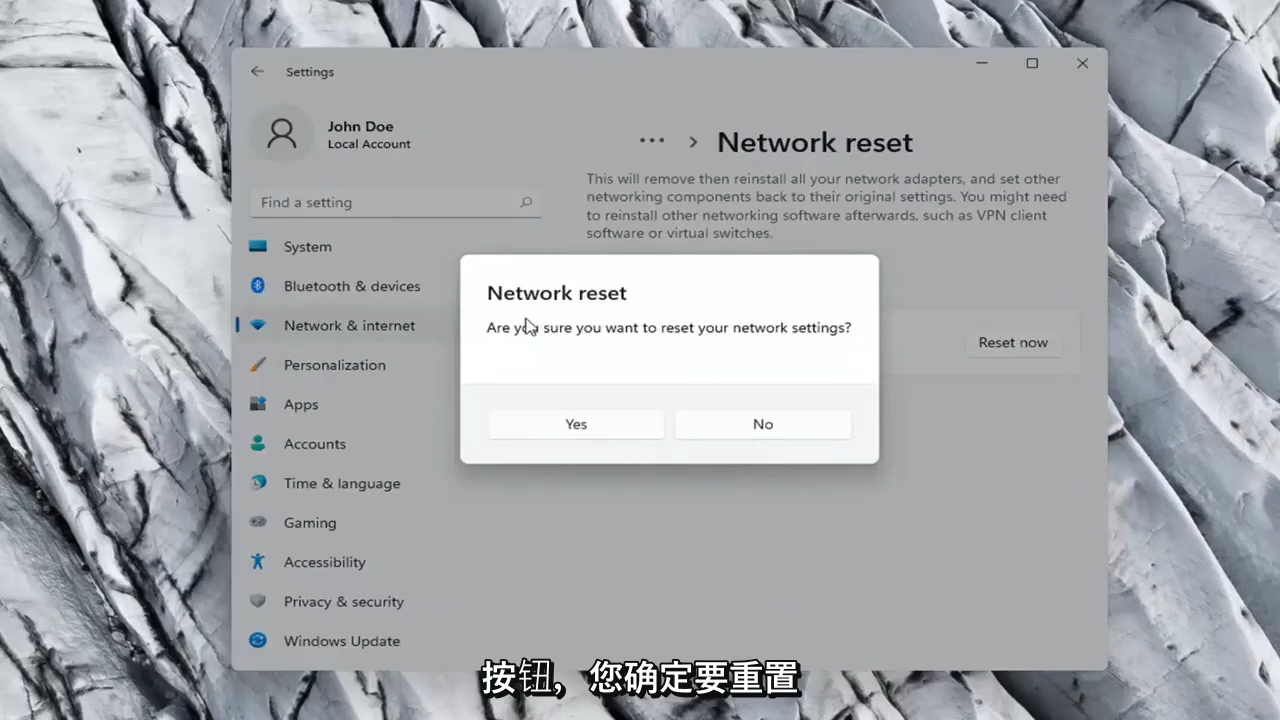 Settings
John Doe
Local Account
Find a setting
System
Bluetooth & devices
Network & internet
Personalization
Apps
Accounts
Time & language
Gaming
Accessibility
Privacy & security
Windows Update
... > Network reset
This will remove then reinstall all your network adapters, and set other
networking components back to their original settings. You might need
to reinstall other networking software afterwards, such as VPN client
software or virtual switches.
Reset now
Network reset
Are you sure you want to reset your network settings?
Yes
No
按钮，您确定要重置